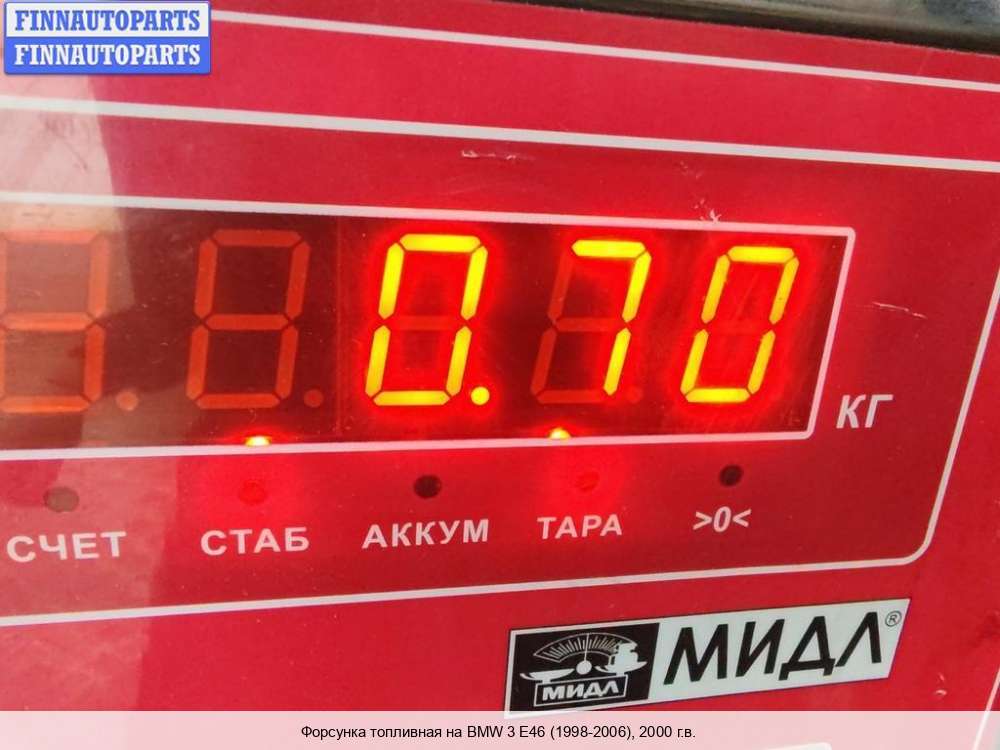 FINNAUTOPARTS
FINNAUTOPARTS
0.70
КГ
СЧЕТ СТАБ АККУМ ТАРА >0<
МИДЛ МИДЛ®
Форсунка топливная на BMW 3 E46 (1998-2006), 2000 г.в.